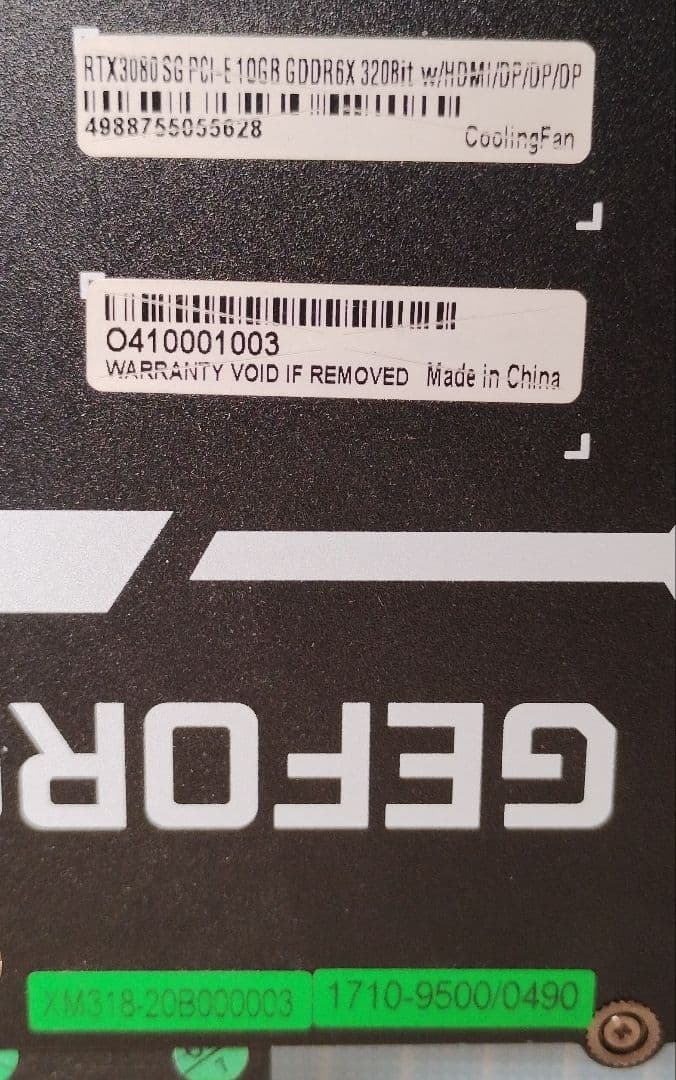 RTX3080 SG PCI-E 10GB GDDR6X 320Bit w/HDMI/DP/DP/DP
4988755055628
CoolingFan
O410001003
WARRANTY VOID IF REMOVED Made in China
GEFOR
XM318-20B000003 1710-9500/0490